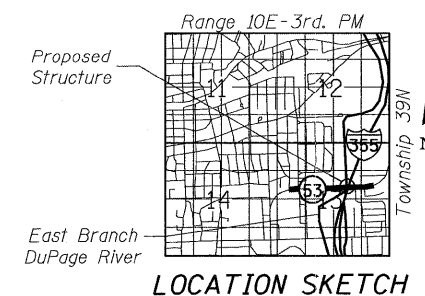 Range 10E-3rd. PM
Proposed
Structure
11
12
Township 39N
355
53
14
13
East Branch
DuPage River
LOCATION SKETCH